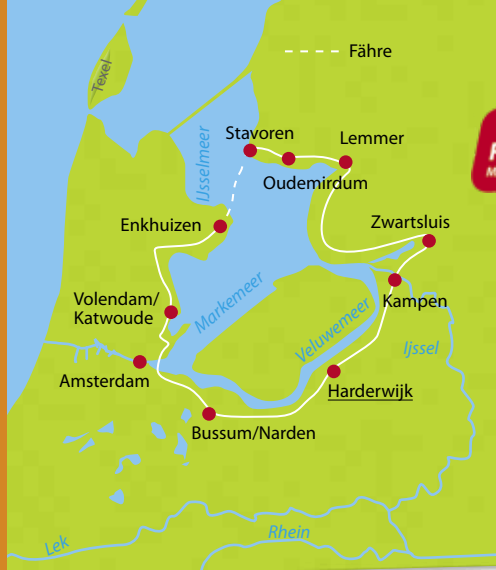 Fähre
Texel
Stavoren
Lemmer
IJsselmeer
Oudemirdum
Enkhuizen
Zwartsluis
Volendam/
Katwoude
Markemeer
Kampen
Veluwemeer
Ijssel
Amsterdam
Harderwijk
Bussum/Narden
Rhein
Lek